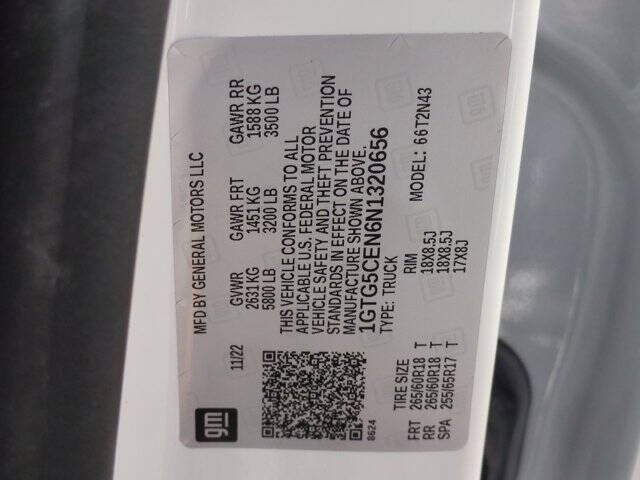 MFD BY GENERAL MOTORS LLC
11/22
GVWR GAWR FRT GAWR RR
2631 KG 1451 KG 1588 KG
5800 LB 3200 LB 3500 LB
THIS VEHICLE CONFORMS TO ALL
APPLICABLE U.S. FEDERAL MOTOR
VEHICLE SAFETY AND THEFT PREVENTION
STANDARDS IN EFFECT ON THE DATE OF
MANUFACTURE SHOWN ABOVE.
1GTG5CEN6N1320656
TYPE: TRUCK MODEL: 66T2N43
gm
8624
TIRE SIZE RIM
FRT 265/60R18 T 18X8.5J
RR 265/60R18 T 18X8.5J
SPA 255/65R17 T 17X8J